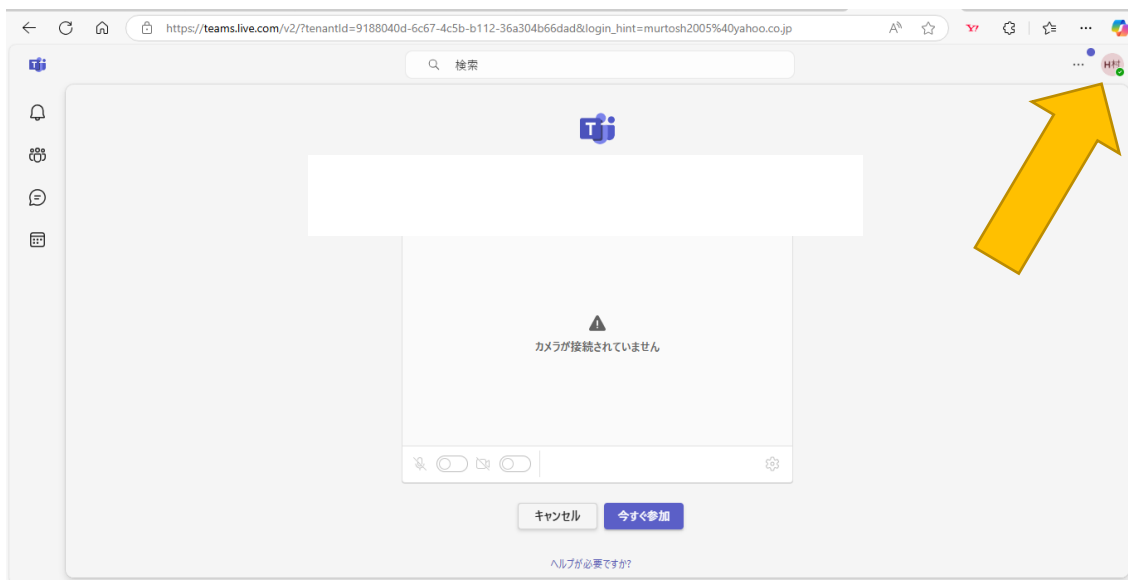 https://teams.live.com/v2/?tenantId=9188040d-6c67-4c5b-b112-36a304b66dad&login_hint=murtosh2005%40yahoo.co.jp
検索
H村
カメラが接続されていません
キャンセル
今すぐ参加
ヘルプが必要ですか?